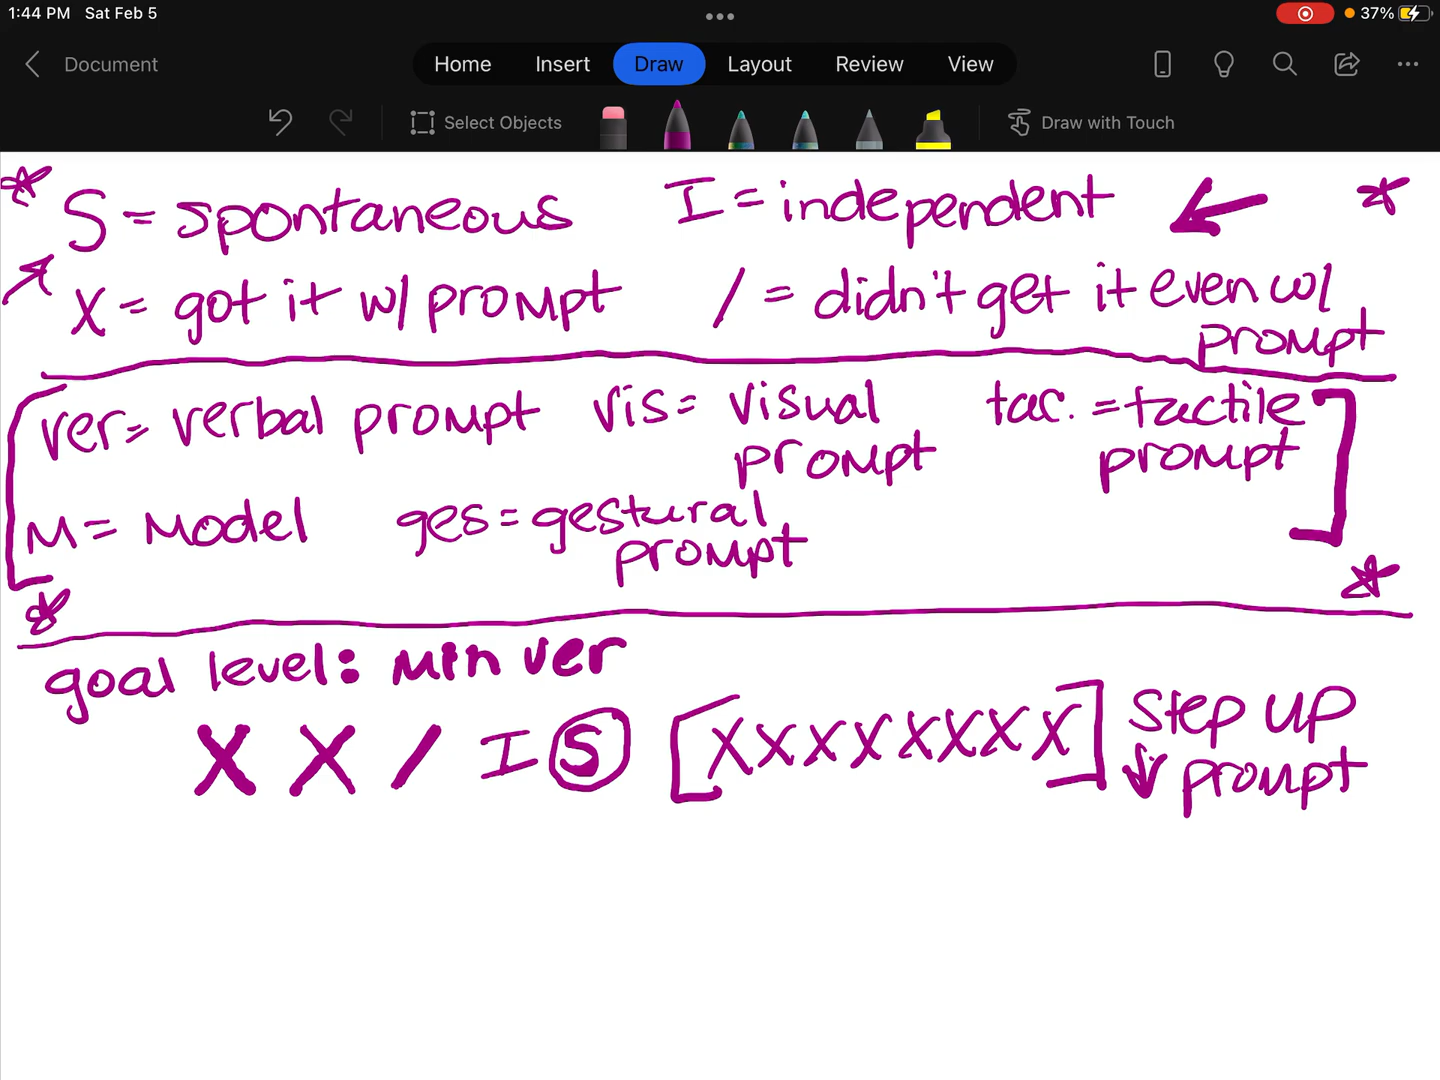 1:44 PM Sat Feb 5
37%
Document
Home Insert Draw Layout Review View
Select Objects
Draw with Touch
S = spontaneous I = independent
X = got it w/ prompt / = didn't get it even w/
prompt
ver = verbal prompt vis = visual prompt tac. = tactile prompt
M = Model ges = gestural prompt
goal level: Min ver
X X / I S [XXXXXXXX] Step up
↓ prompt